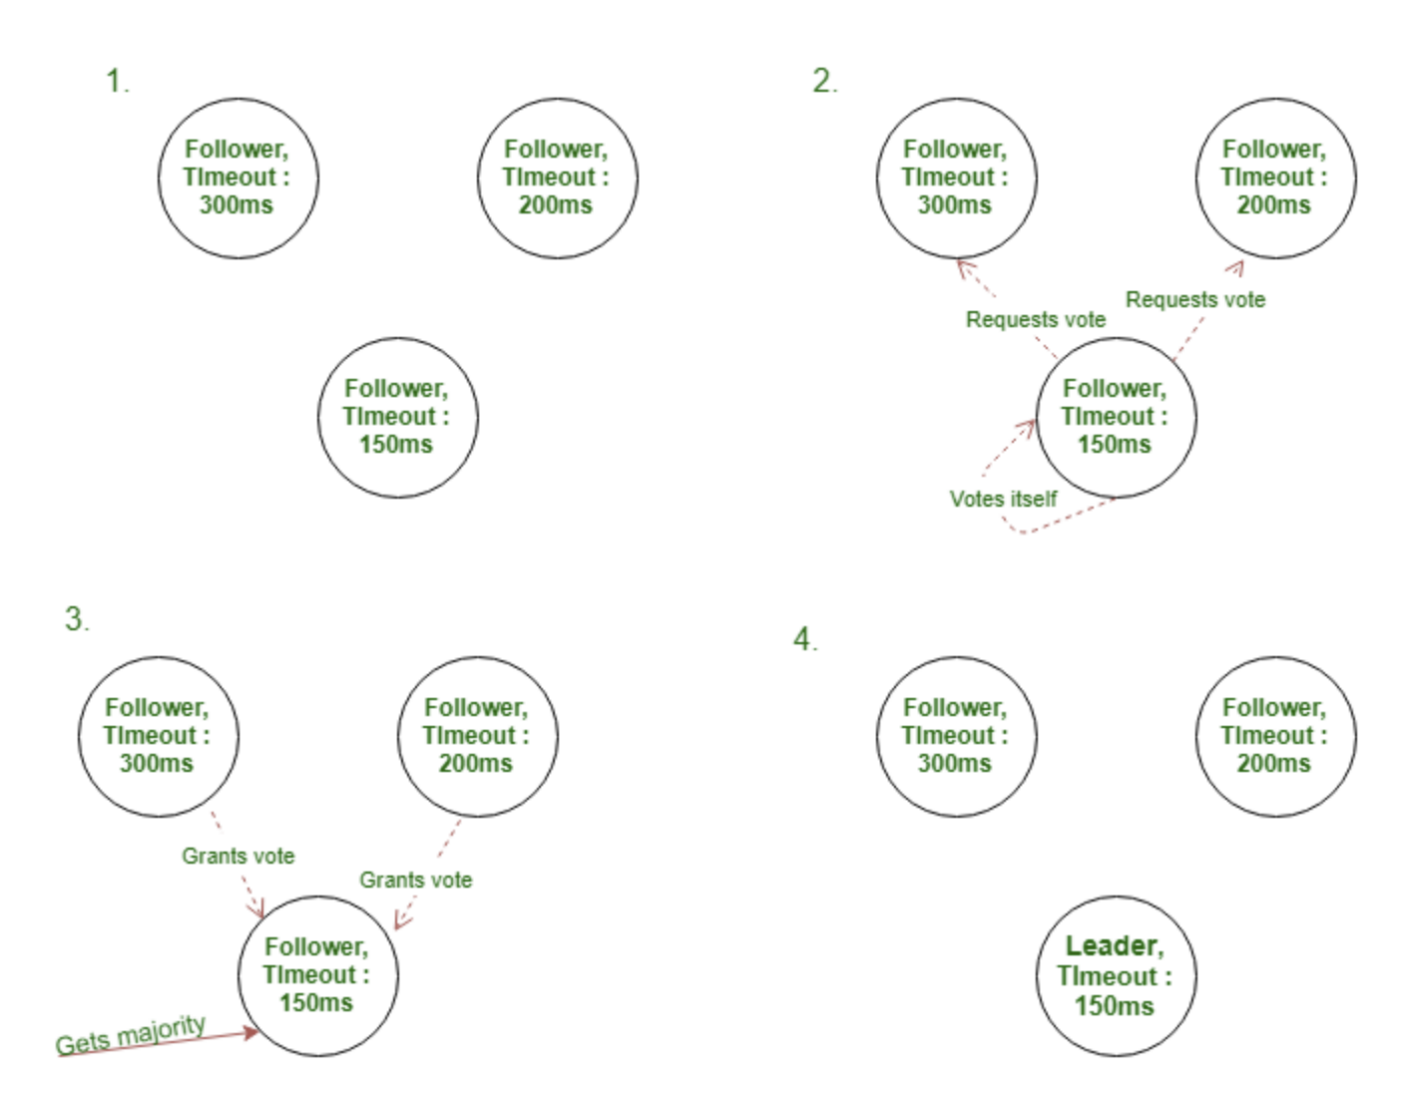 1.
Follower,
TImeout :
300ms
Follower,
TImeout :
200ms
Follower,
TImeout :
150ms
2.
Follower,
TImeout :
300ms
Follower,
TImeout :
200ms
Requests vote
Requests vote
Follower,
TImeout :
150ms
Votes itself
3.
Follower,
TImeout :
300ms
Follower,
TImeout :
200ms
Grants vote
Grants vote
Follower,
TImeout :
150ms
Gets majority
4.
Follower,
TImeout :
300ms
Follower,
TImeout :
200ms
Leader,
TImeout :
150ms